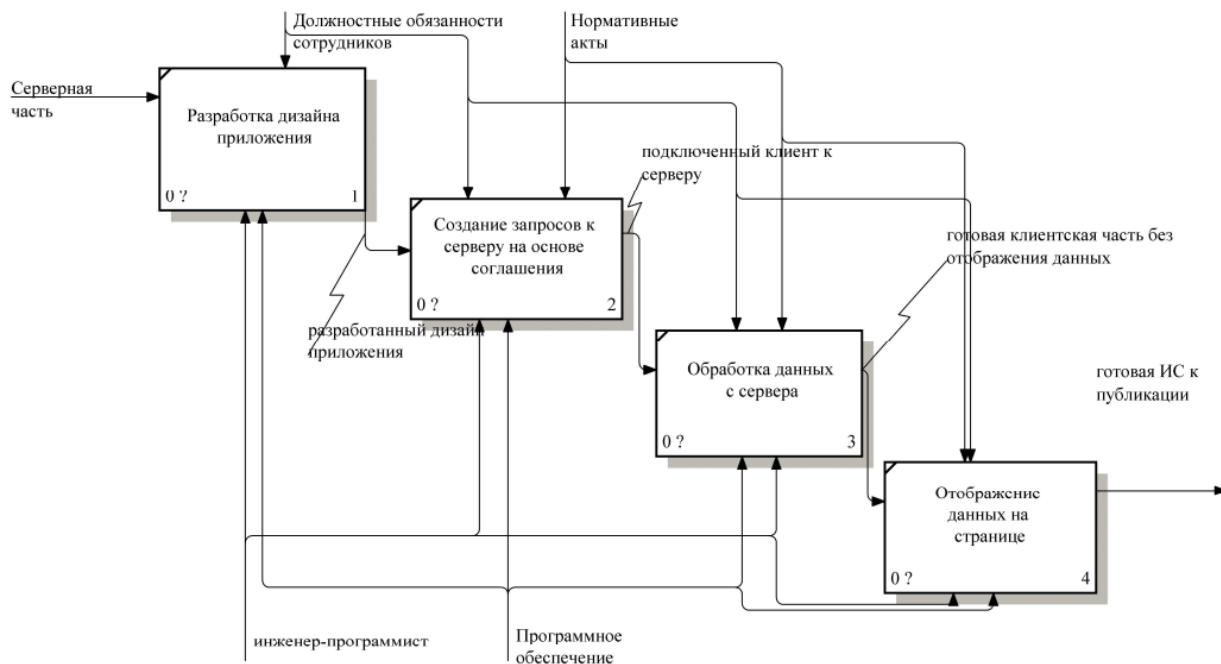 Должностные обязанности
сотрудников
Нормативные
акты
Серверная
часть
Разработка дизайна
приложения
0 ?
1
подключенный клиент к
серверу
Создание запросов к
серверу на основе
соглашения
0 ?
2
готовая клиентская часть без
отображения данных
разработанный дизайн
приложения
Обработка данных
с сервера
0 ?
3
готовая ИС к
публикации
Отображение
данных на
странице
0 ?
4
инженер-программист
Программное
обеспечение